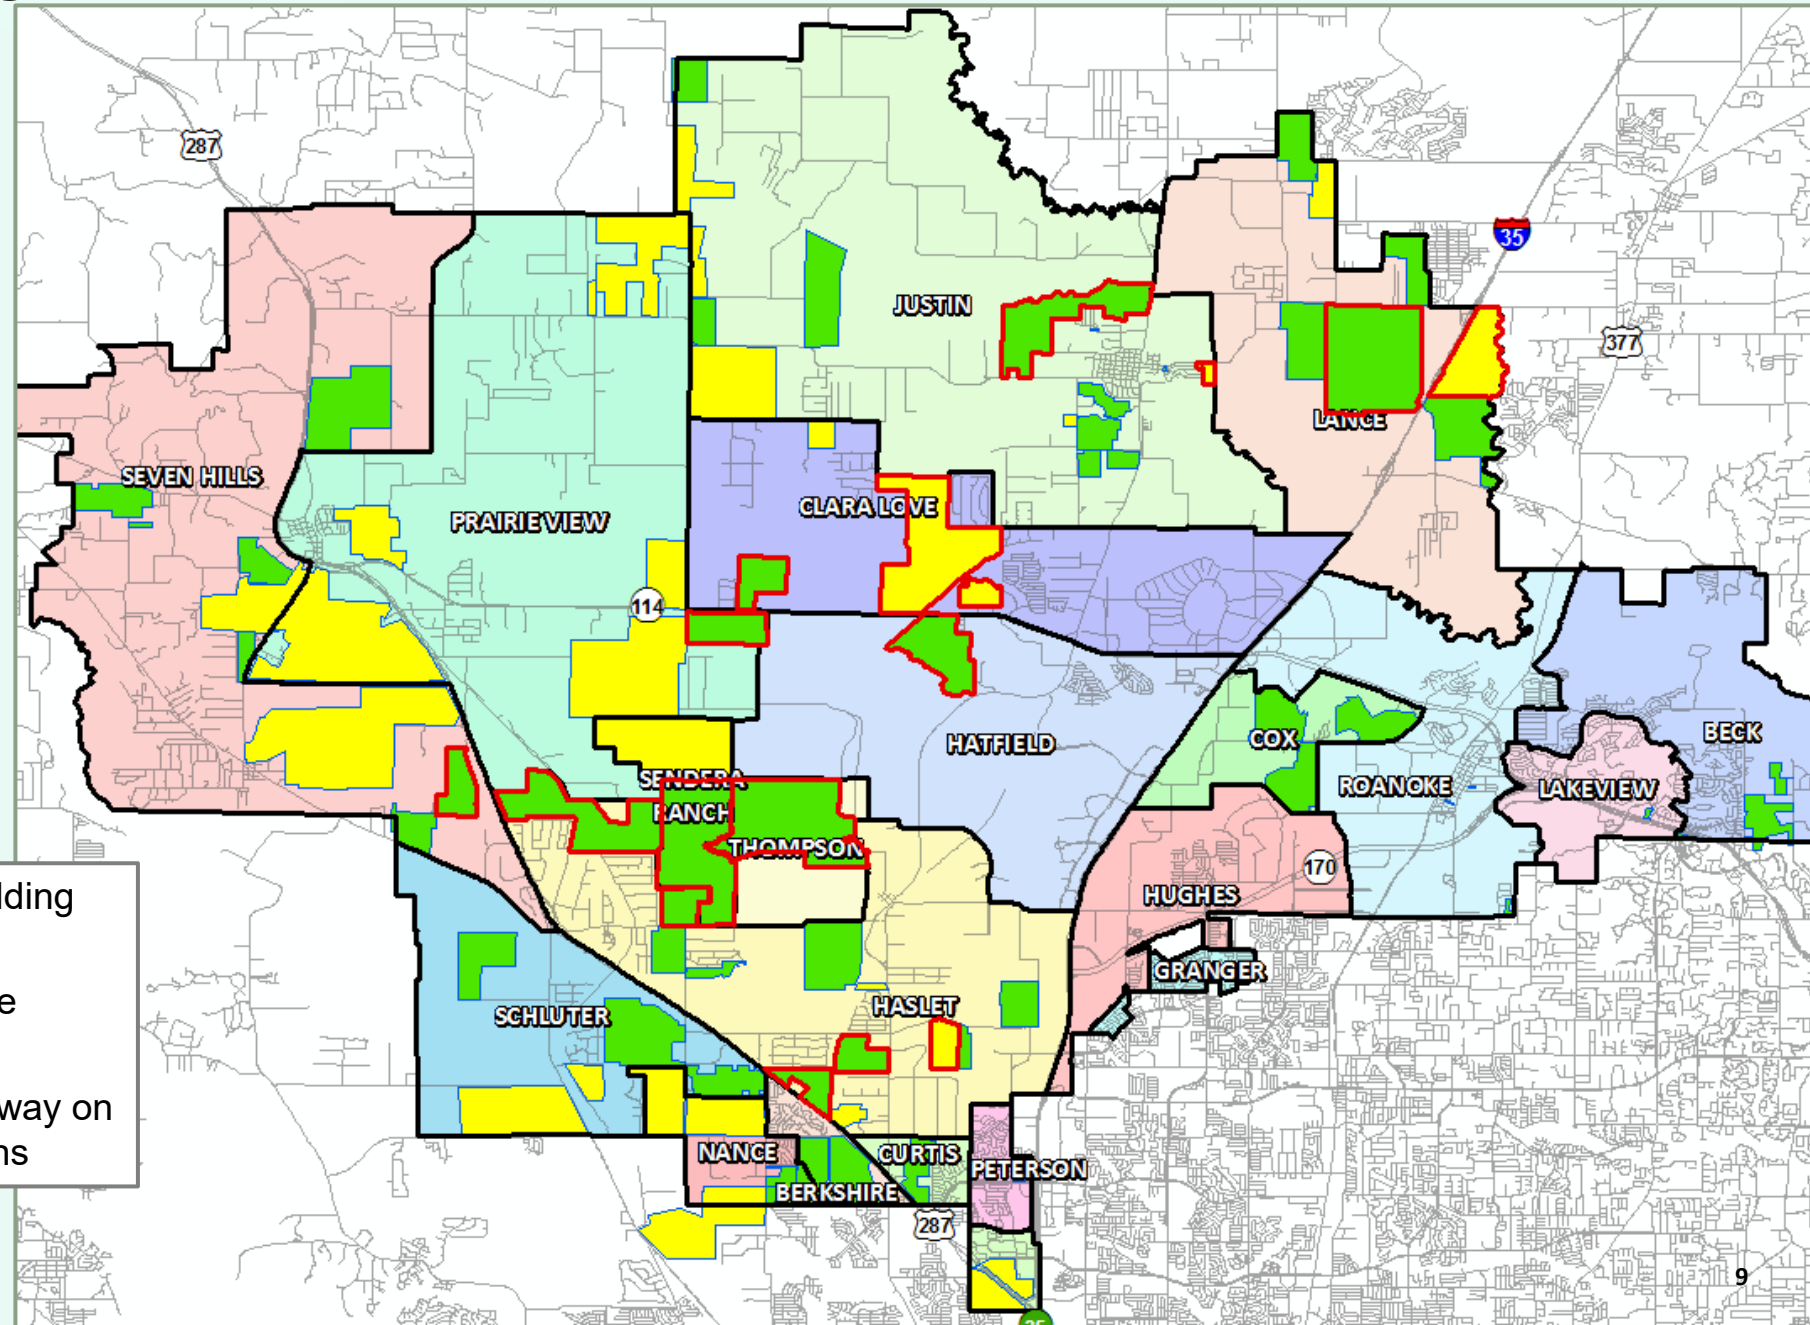 287
35
JUSTIN
377
LANCE
SEVEN HILLS
CLARA LOVE
PRAIRIE VIEW
114
HATFIELD
COX
BECK
SENDERA
RANCH
ROANOKE
LAKEVIEW
THOMPSON
170
HUGHES
lding
GRANGER
e
HASLET
SCHLUTER
way on
ns
NANCE
CURTIS
PETERSON
BERKSHIRE
287
9
35